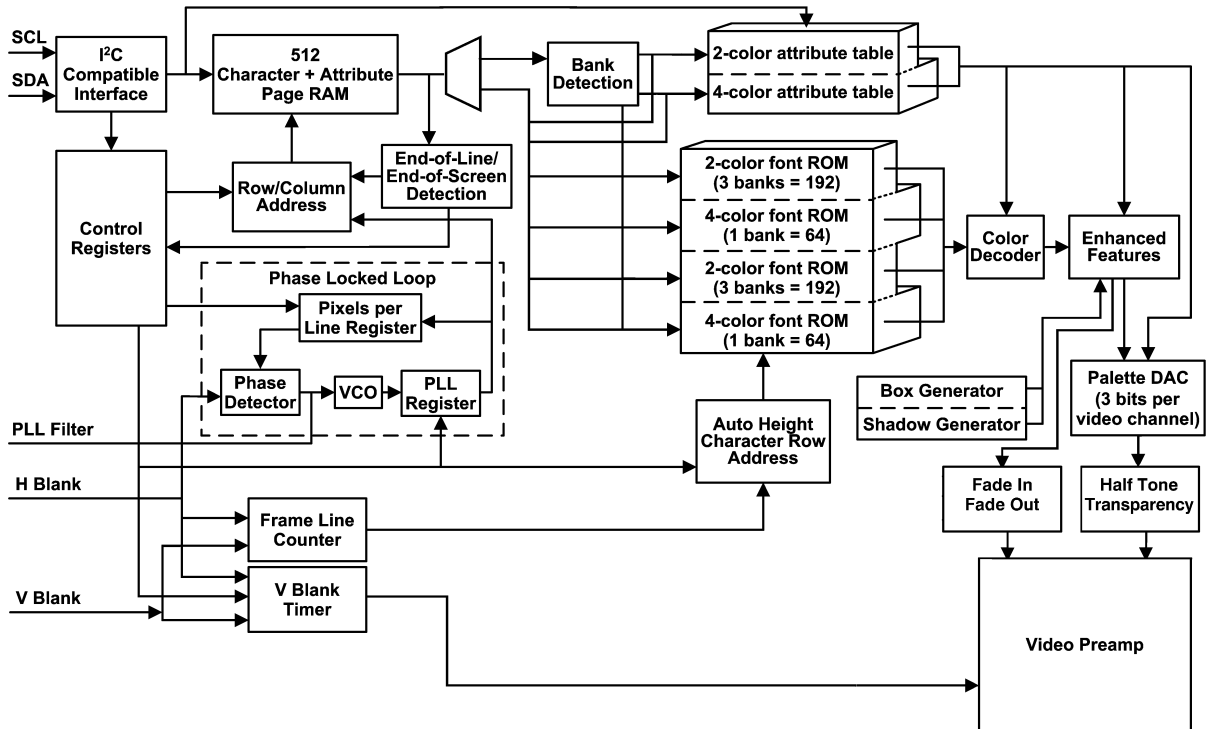 SCL
SDA
I²C
Compatible
Interface
512
Character + Attribute
Page RAM
Bank
Detection
2-color attribute table
4-color attribute table
Control
Registers
Row/Column
Address
End-of-Line/
End-of-Screen
Detection
2-color font ROM
(3 banks = 192)
4-color font ROM
(1 bank = 64)
2-color font ROM
(3 banks = 192)
4-color font ROM
(1 bank = 64)
Color
Decoder
Enhanced
Features
Phase Locked Loop
Pixels per
Line Register
Phase
Detector
VCO
PLL
Register
PLL Filter
H Blank
V Blank
Auto Height
Character Row
Address
Box Generator
Shadow Generator
Palette DAC
(3 bits per
video channel)
Fade In
Fade Out
Half Tone
Transparency
Frame Line
Counter
V Blank
Timer
Video Preamp